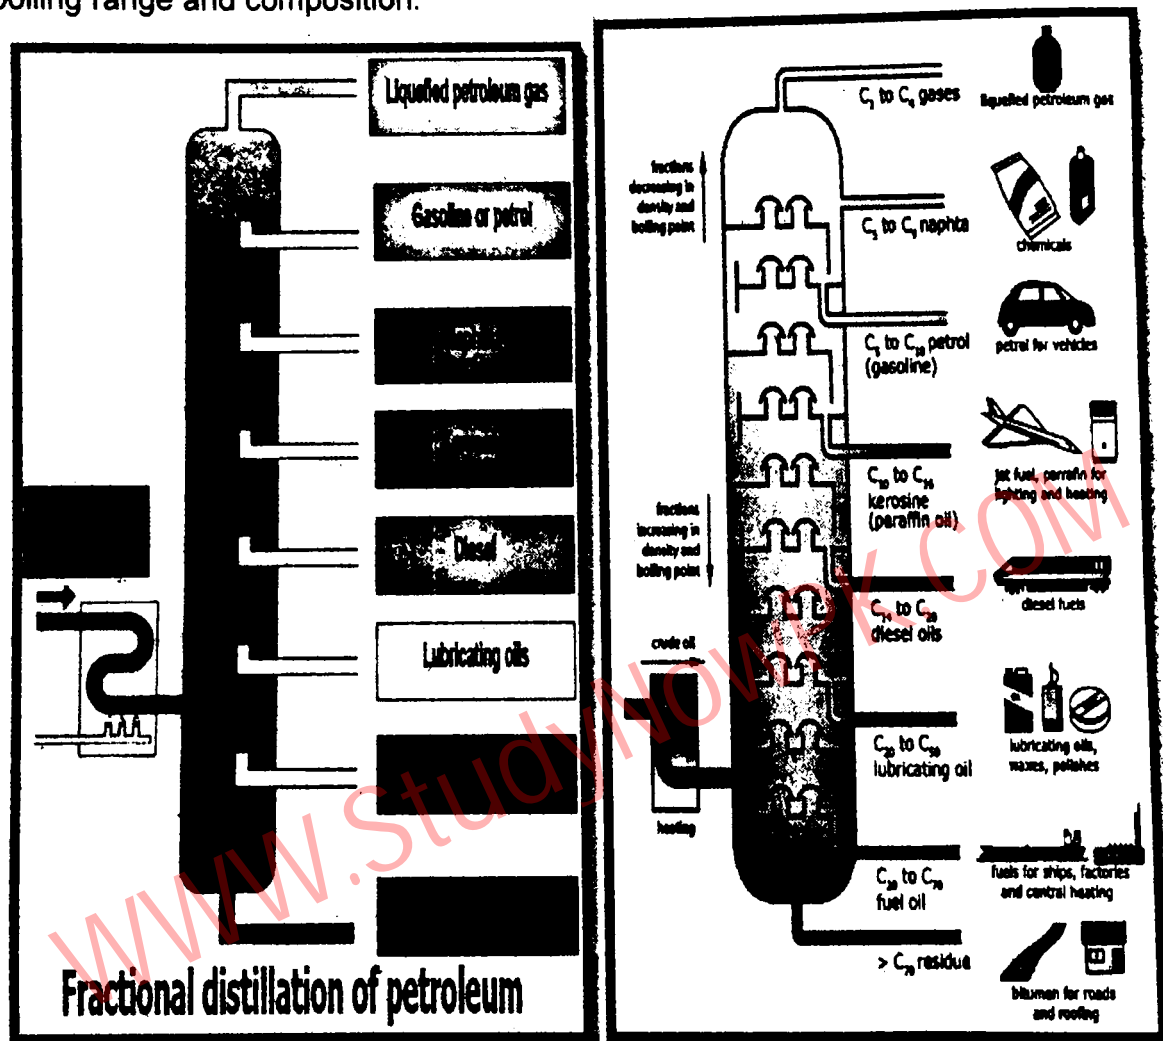 boiling range and composition.
Liquefied petroleum gas
Gasoline or petrol
Diesel
Lubricating oils
Fractional distillation of petroleum
C₃ to C₄ gases
liquefied petroleum gas
fractions
decreasing in
density and
boiling point
C₅ to C₉ naphta
chemicals
C₅ to C₁₀ petrol
(gasoline)
petrol for vehicles
C₁₀ to C₁₆
kerosine
(paraffin oil)
jet fuel, parrafin for
lighting and heating
fractions
increasing in
density and
boiling point
C₁₄ to C₂₀
diesel oils
diesel fuels
crude oil
heating
C₂₀ to C₅₀
lubricating oil
lubricating oils,
waxes, polishes
C₂₀ to C₇₀
fuel oil
fuels for ships, factories
and central heating
> C₇₀ residue
bitumen for roads
and roofing
WWW.StudyNowPK.COM